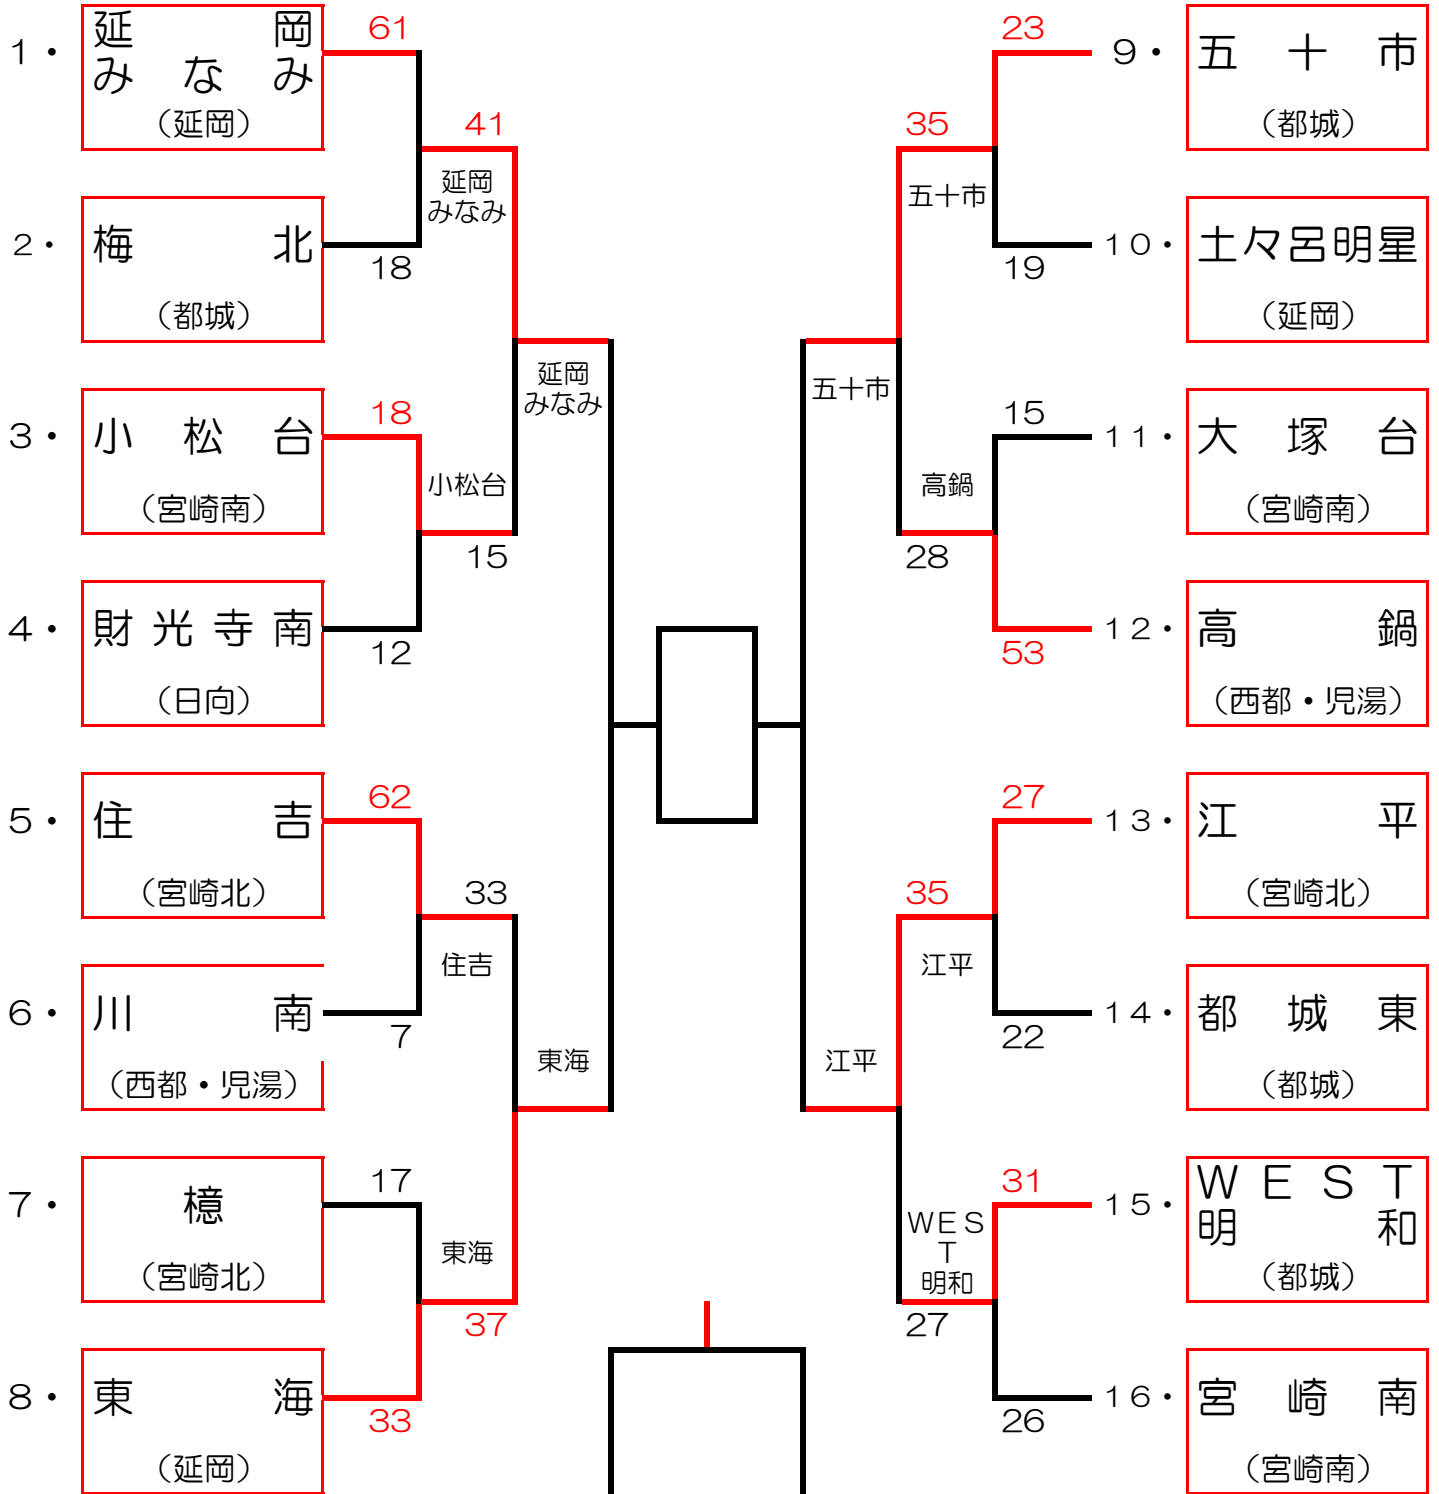 1・
延岡
みなみ
（延岡）
61
2・
梅北
（都城）
18
3・
小松台
（宮崎南）
18
4・
財光寺南
（日向）
12
5・
住吉
（宮崎北）
62
6・
川南
（西都・児湯）
7
7・
檍
（宮崎北）
17
8・
東海
（延岡）
33
41
延岡
みなみ
小松台
15
33
住吉
東海
37
延岡
みなみ
東海
五十市
江平
35
五十市
高鍋
28
35
江平
WES
T
明和
27
23
9・
五十市
（都城）
19
10・
土々呂明星
（延岡）
15
11・
大塚台
（宮崎南）
53
12・
高鍋
（西都・児湯）
27
13・
江平
（宮崎北）
22
14・
都城東
（都城）
31
15・
WEST
明和
（都城）
26
16・
宮崎南
（宮崎南）